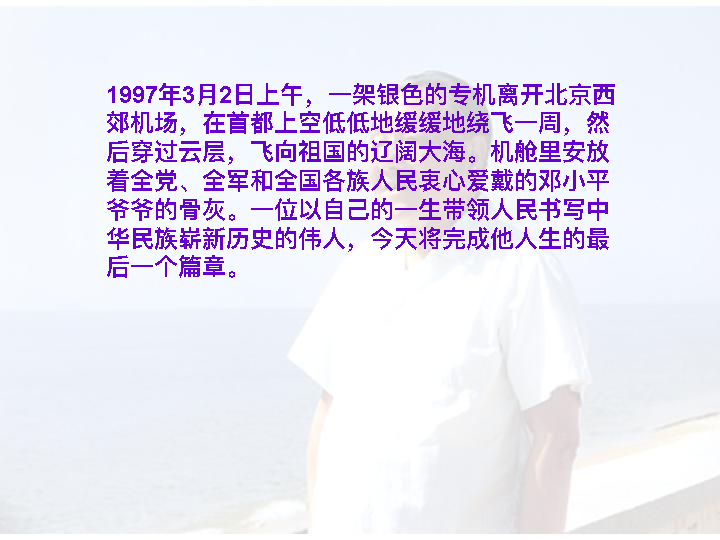 1997年3月2日上午，一架银色的专机离开北京西
郊机场，在首都上空低低地缓缓地绕飞一周，然
后穿过云层，飞向祖国的辽阔大海。机舱里安放
着全党、全军和全国各族人民衷心爱戴的邓小平
爷爷的骨灰。一位以自己的一生带领人民书写中
华民族崭新历史的伟人，今天将完成他人生的最
后一个篇章。